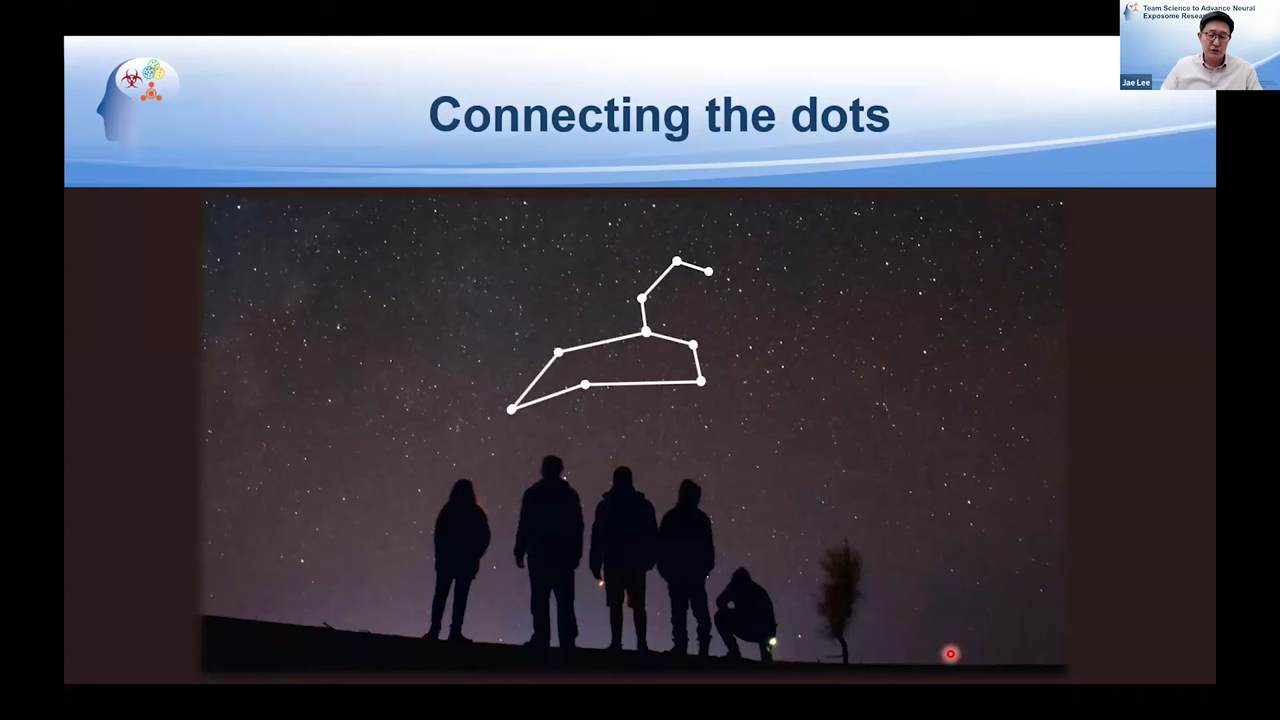 Connecting the dots
Team Science to Advance Neural
Exposome Resea
Jae Lee